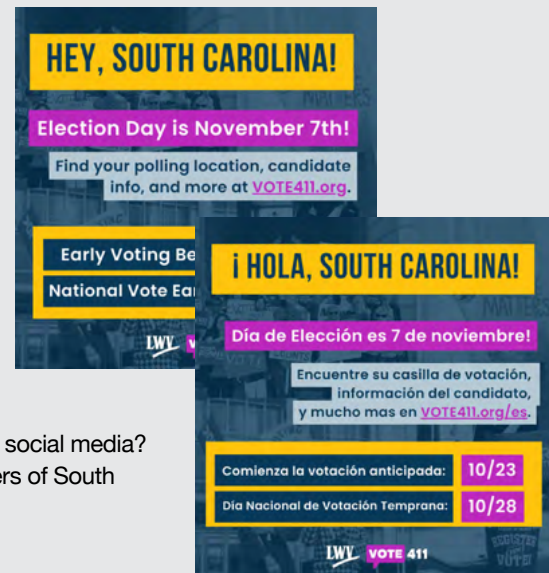 HEY, SOUTH CAROLINA!
Election Day is November 7th!
Find your polling location, candidate
info, and more at VOTE411.org.
Early Voting Be
National Vote Ear
LWV
¡ HOLA, SOUTH CAROLINA!
Día de Elección es 7 de noviembre!
Encuentre su casilla de votación,
información del candidato,
y mucho mas en VOTE411.org/es.
Comienza la votación anticipada: 10/23
Dia Nacional de Votación Temprana: 10/28
LWV VOTE 411
social media?
ers of South